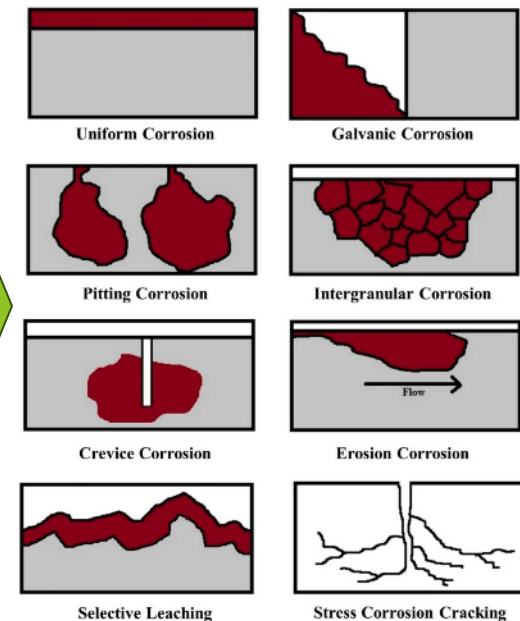 Uniform Corrosion
Galvanic Corrosion
Pitting Corrosion
Intergranular Corrosion
Crevice Corrosion
Flow
Erosion Corrosion
Selective Leaching
Stress Corrosion Cracking